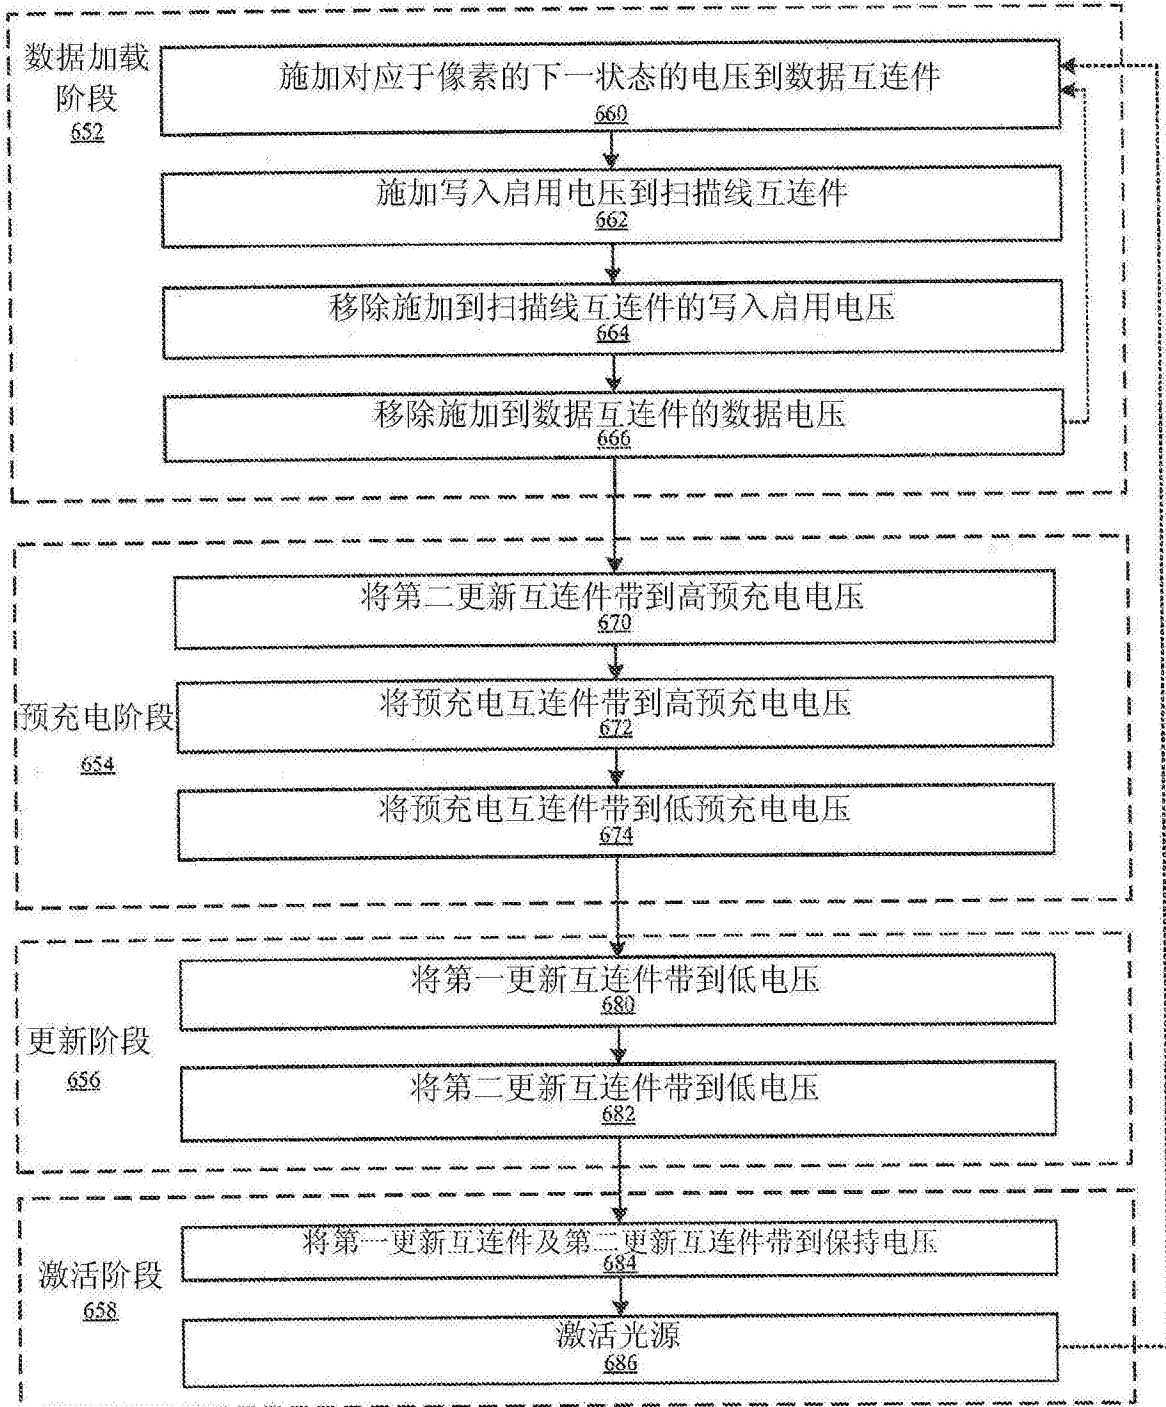 数据加载
阶段
652
施加对应于像素的下一状态的电压到数据互连件
660
施加写入启用电压到扫描线互连件
662
移除施加到扫描线互连件的写入启用电压
664
移除施加到数据互连件的数据电压
666
预充电阶段
654
将第二更新互连件带到高预充电电压
670
将预充电互连件带到高预充电电压
672
将预充电互连件带到低预充电电压
674
更新阶段
656
将第一更新互连件带到低电压
680
将第二更新互连件带到低电压
682
激活阶段
658
将第一更新互连件及第二更新互连件带到保持电压
684
激活光源
686